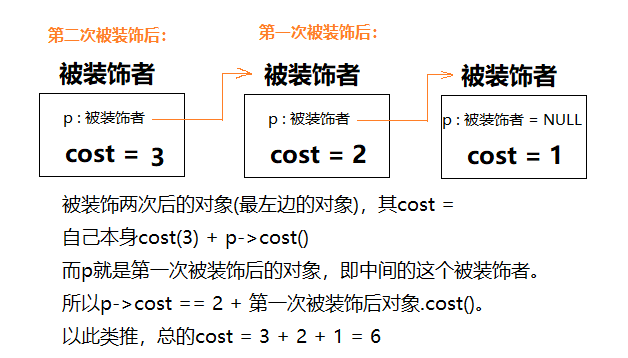 第二次被装饰后：
第一次被装饰后：
被装饰者
被装饰者
被装饰者
p : 被装饰者
p : 被装饰者
p : 被装饰者 = NULL
cost = 3
cost = 2
cost = 1
被装饰两次后的对象(最左边的对象)，其cost =
自己本身cost(3) + p->cost()
而p就是第一次被装饰后的对象，即中间的这个被装饰者。
所以p->cost == 2 + 第一次被装饰后对象.cost()。
以此类推，总的cost = 3 + 2 + 1 = 6